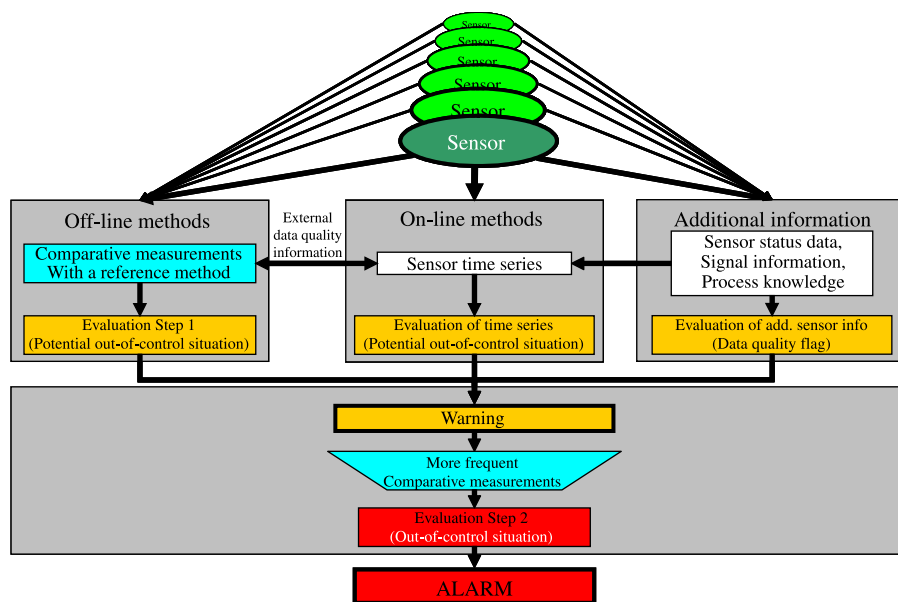 Sensor
Sensor
Sensor
Sensor
Sensor
Sensor
Off-line methods
Comparative measurements
With a reference method
Evaluation Step 1
(Potential out-of-control situation)
External
data quality
information
On-line methods
Sensor time series
Evaluation of time series
(Potential out-of-control situation)
Additional information
Sensor status data,
Signal information,
Process knowledge
Evaluation of add. sensor info
(Data quality flag)
Warning
More frequent
Comparative measurements
Evaluation Step 2
(Out-of-control situation)
ALARM